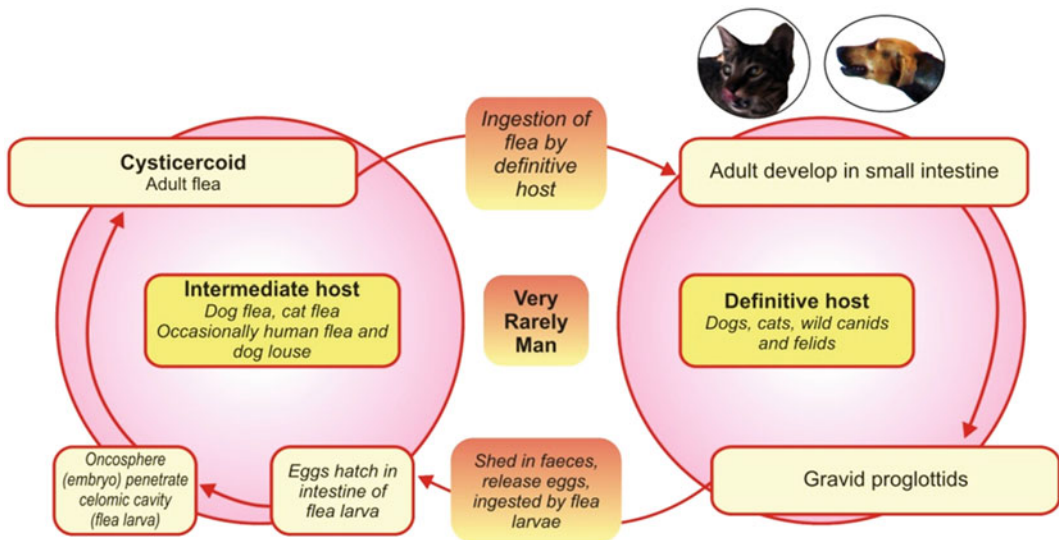 Cysticercoid
Adult flea
Ingestion of
flea by
definitive
host
Adult develop in small intestine
Intermediate host
Dog flea, cat flea
Occasionally human flea and
dog louse
Very
Rarely
Man
Definitive host
Dogs, cats, wild canids
and felids
Oncosphere
(embryo) penetrate
celomic cavity
(flea larva)
Eggs hatch in
intestine of
flea larva
Shed in faeces,
release eggs,
ingested by flea
larvae
Gravid proglottids